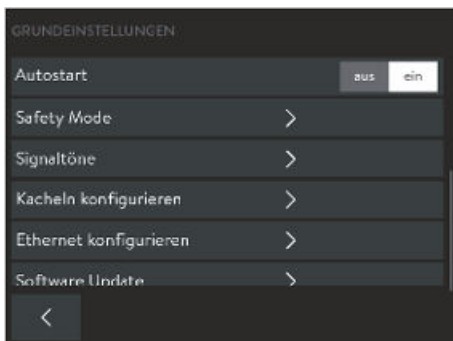 GRUNDEINSTELLUNGEN
Autostart aus ein
Safety Mode
Signaltöne
Kacheln konfigurieren
Ethernet konfigurieren
Software Update